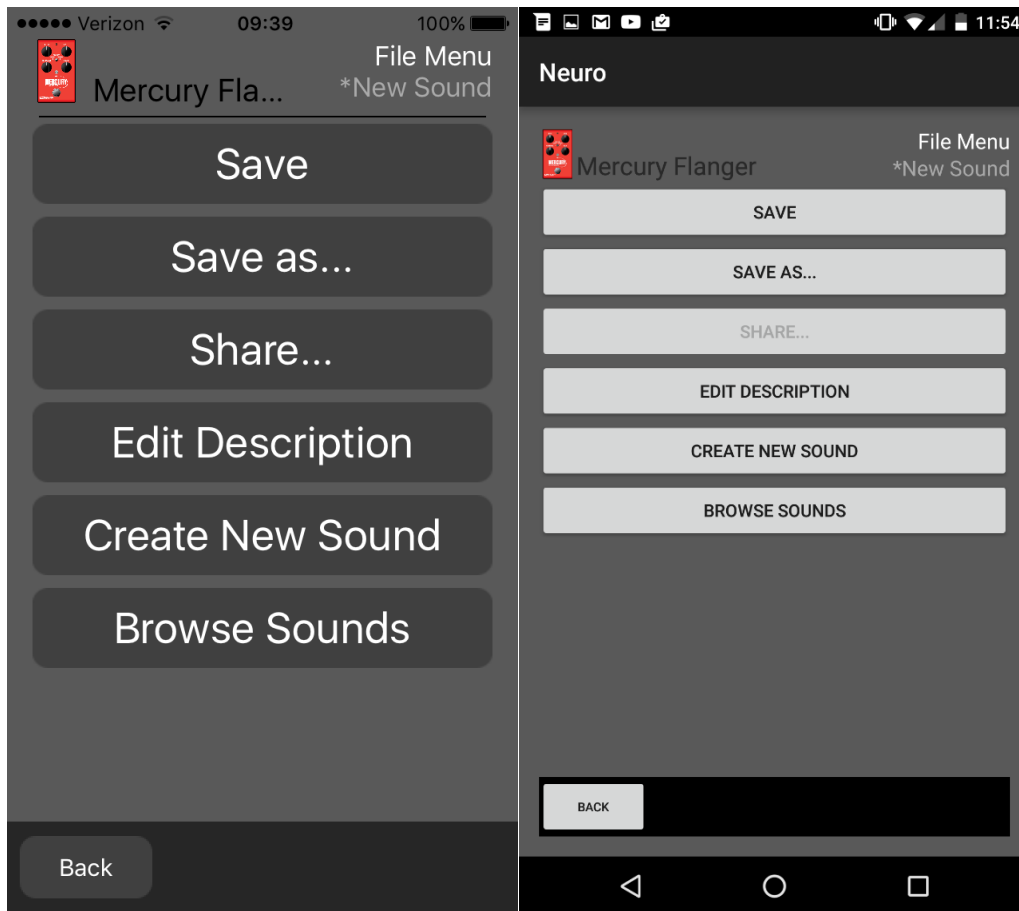 Verizon 09:39 100%
File Menu
Mercury Fla... *New Sound
MERCURY
Save
Save as...
Share...
Edit Description
Create New Sound
Browse Sounds
Back
11:54
Neuro
File Menu
Mercury Flanger *New Sound
MERCURY
SAVE
SAVE AS...
SHARE...
EDIT DESCRIPTION
CREATE NEW SOUND
BROWSE SOUNDS
BACK